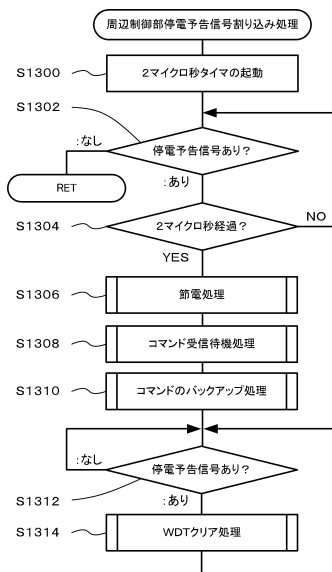 周辺制御部停電予告信号割り込み処理
S1300
2マイクロ秒タイマの起動
S1302
:なし
停電予告信号あり?
RET
:あり
S1304
2マイクロ秒経過?
NO
YES
S1306
節電処理
S1308
コマンド受信待機処理
S1310
コマンドのバックアップ処理
:なし
停電予告信号あり?
S1312
:あり
S1314
WDTクリア処理